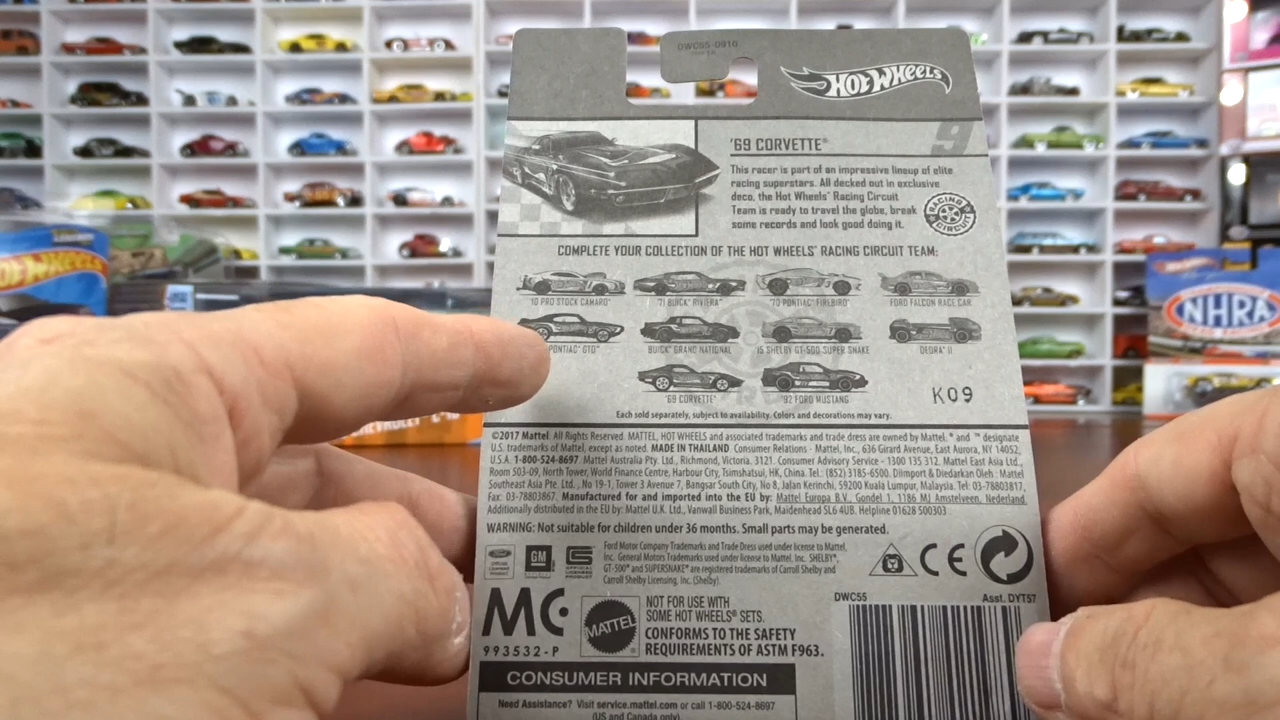 DWC55-0910
HOT WHEELS
9
'69 CORVETTE®
This racer is part of an impressive lineup of elite
racing superstars. All decked out in exclusive
deco, the Hot Wheels® Racing Circuit
Team is ready to travel the globe, break
some records and look good doing it.
RACING CIRCUIT
COMPLETE YOUR COLLECTION OF THE HOT WHEELS® RACING CIRCUIT TEAM:
'10 PRO STOCK CAMARO®
'71 BUICK® RIVIERA®
'70 PONTIAC® FIREBIRD®
FORD FALCON RACE CAR
PONTIAC® GTO®
BUICK® GRAND NATIONAL
'15 SHELBY GT-500 SUPER SNAKE
DEORA® II
'69 CORVETTE®
'92 FORD MUSTANG
K09
Each sold separately, subject to availability. Colors and decorations may vary.
©2017 Mattel. All Rights Reserved. MATTEL, HOT WHEELS and associated trademarks and trade dress are owned by Mattel. ® and ™ designate
U.S. trademarks of Mattel, except as noted. MADE IN THAILAND. Consumer Relations - Mattel, Inc., 636 Girard Avenue, East Aurora, NY 14052,
U.S.A. 1-800-524-8697. Mattel Australia Pty. Ltd., Richmond, Victoria. 3121. Consumer Advisory Service - 1300 135 312. Mattel East Asia Ltd.,
Room 503-09, North Tower, World Finance Centre, Harbour City, Tsimshatsui, HK, China. Tel.: (852) 3185-6500. Diimport & Diedarkan Oleh : Mattel
Southeast Asia Pte. Ltd., No 19-1, Tower 3 Avenue 7, Bangsar South City, No 8, Jalan Kerinchi, 59200 Kuala Lumpur, Malaysia. Tel: 03-78803817,
Fax: 03-78803867. Manufactured for and imported into the EU by: Mattel Europa B.V., Gondel 1, 1186 MJ Amstelveen, Nederland.
Additionally distributed in the EU by: Mattel U.K. Ltd., Vanwall Business Park, Maidenhead SL6 4UB. Helpline 01628 500303
WARNING: Not suitable for children under 36 months. Small parts may be generated.
Ford
GM
OFFICIAL LICENSED PRODUCT
Ford Motor Company Trademarks and Trade Dress used under license to Mattel,
Inc. General Motors Trademarks used under license to Mattel, Inc. SHELBY®,
GT-500® and SUPERSNAKE® are registered trademarks of Carroll Shelby and
Carroll Shelby Licensing, Inc. (Shelby).
CE
DWC55
Asst. DYT57
MC
993532-P
MATTEL
NOT FOR USE WITH
SOME HOT WHEELS® SETS.
CONFORMS TO THE SAFETY
REQUIREMENTS OF ASTM F963.
CONSUMER INFORMATION
Need Assistance? Visit service.mattel.com or call 1-800-524-8697
(US and Canada only).
HOT WHEELS
CHEVROLET
Hot Wheels
NHRA